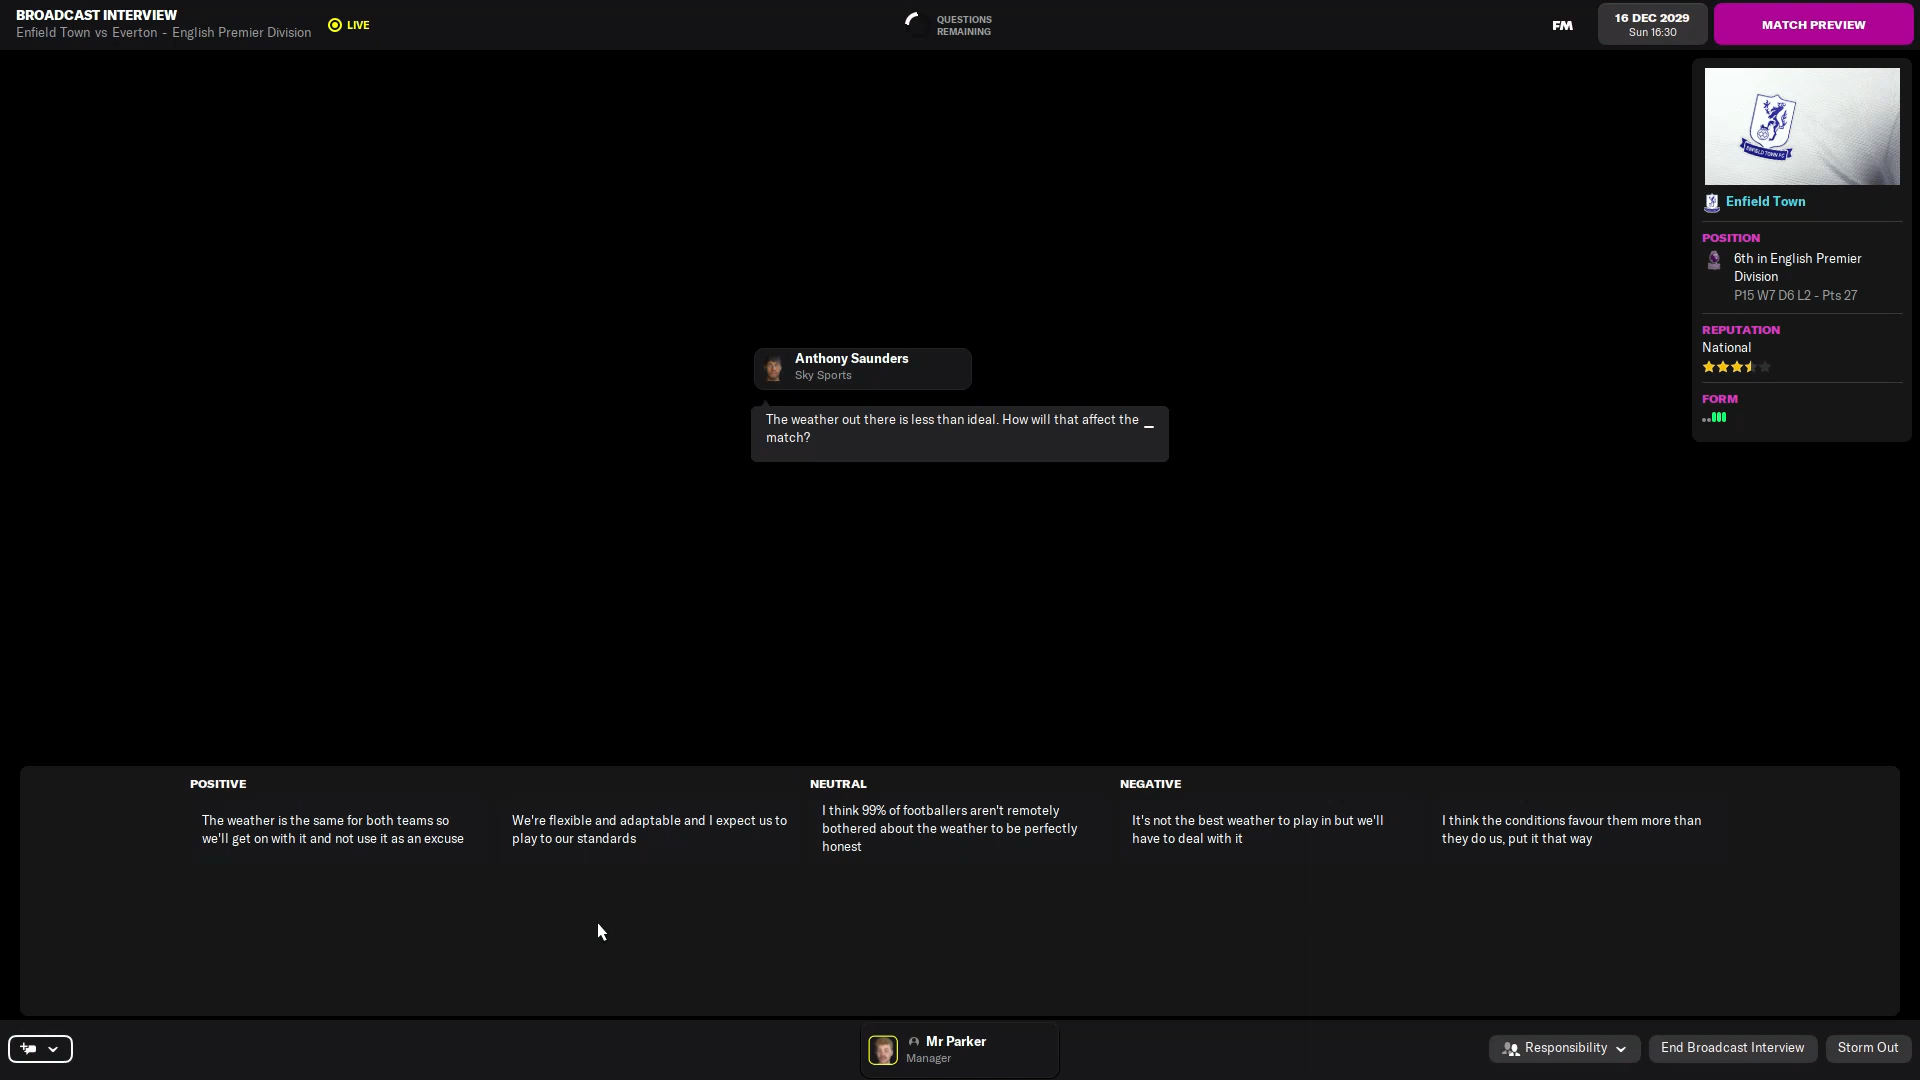 BROADCAST INTERVIEW
Enfield Town vs Everton - English Premier Division
LIVE
QUESTIONS
REMAINING
FM
16 DEC 2029
Sun 16:30
MATCH PREVIEW
ENFIELD TOWN FC
Enfield Town
POSITION
6th in English Premier
Division
P15 W7 D6 L2 - Pts 27
REPUTATION
National
FORM
Anthony Saunders
Sky Sports
The weather out there is less than ideal. How will that affect the
match?
POSITIVE
The weather is the same for both teams so
we'll get on with it and not use it as an excuse
We're flexible and adaptable and I expect us to
play to our standards
NEUTRAL
I think 99% of footballers aren't remotely
bothered about the weather to be perfectly
honest
NEGATIVE
It's not the best weather to play in but we'll
have to deal with it
I think the conditions favour them more than
they do us, put it that way
Mr Parker
Manager
Responsibility
End Broadcast Interview
Storm Out